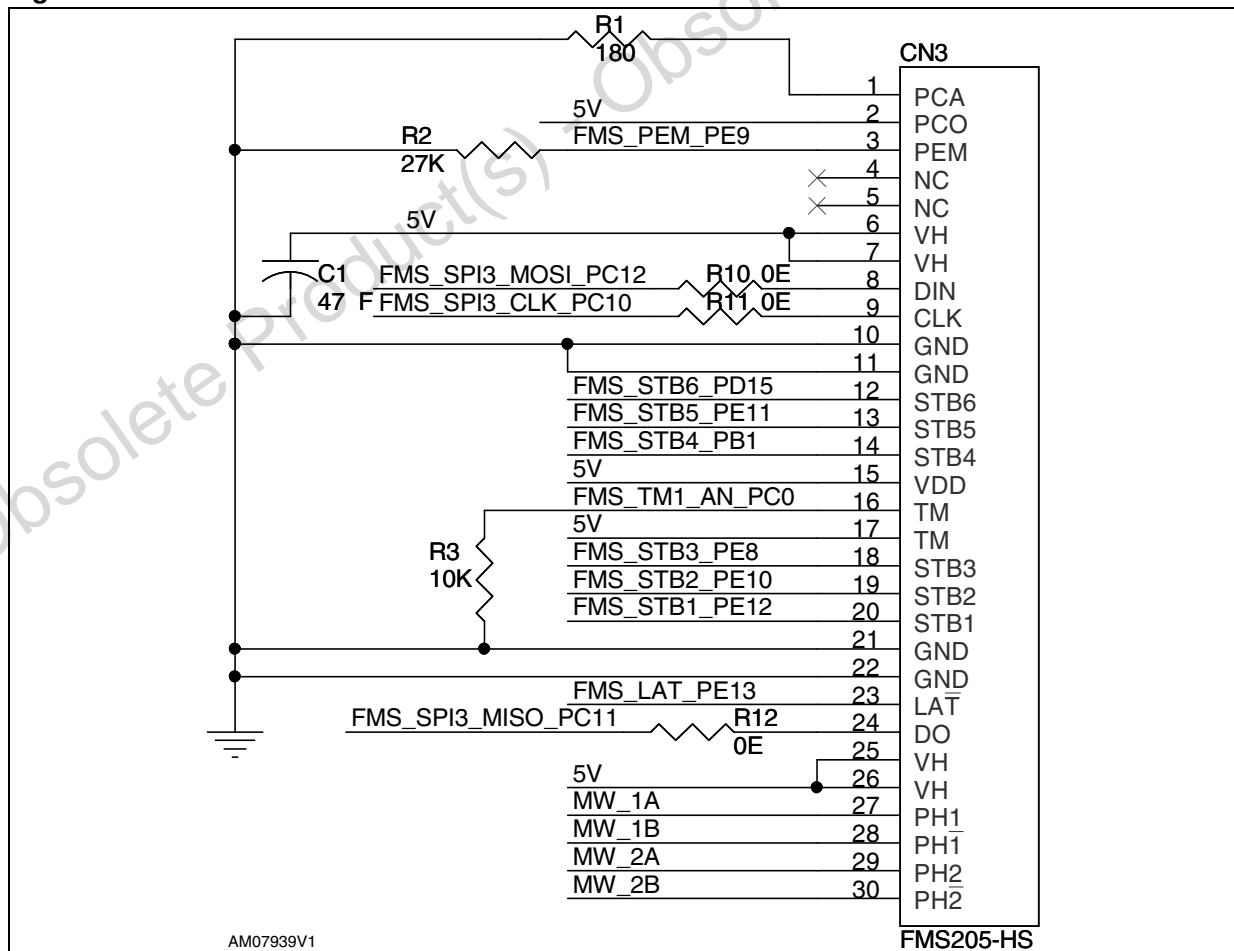 R1
180
CN3
1 PCA
5V
2 PCO
R2
27K
FMS_PEM_PE9
3 PEM
4 NC
5 NC
5V
6 VH
7 VH
C1
47 F
FMS_SPI3_MOSI_PC12
R10 0E
8 DIN
FMS_SPI3_CLK_PC10
R11 0E
9 CLK
10 GND
11 GND
FMS_STB6_PD15
12 STB6
FMS_STB5_PE11
13 STB5
FMS_STB4_PB1
14 STB4
5V
15 VDD
FMS_TM1_AN_PC0
16 TM
5V
17 TM
R3
10K
FMS_STB3_PE8
18 STB3
FMS_STB2_PE10
19 STB2
FMS_STB1_PE12
20 STB1
21 GND
22 GND
FMS_LAT_PE13
23 LAT̅
FMS_SPI3_MISO_PC11
R12
0E
24 DO
25 VH
5V
26 VH
MW_1A
27 PH1
MW_1B
28 PH1̅
MW_2A
29 PH2
MW_2B
30 PH2̅
AM07939V1
FMS205-HS
Obsolete Product(s) - Obsol